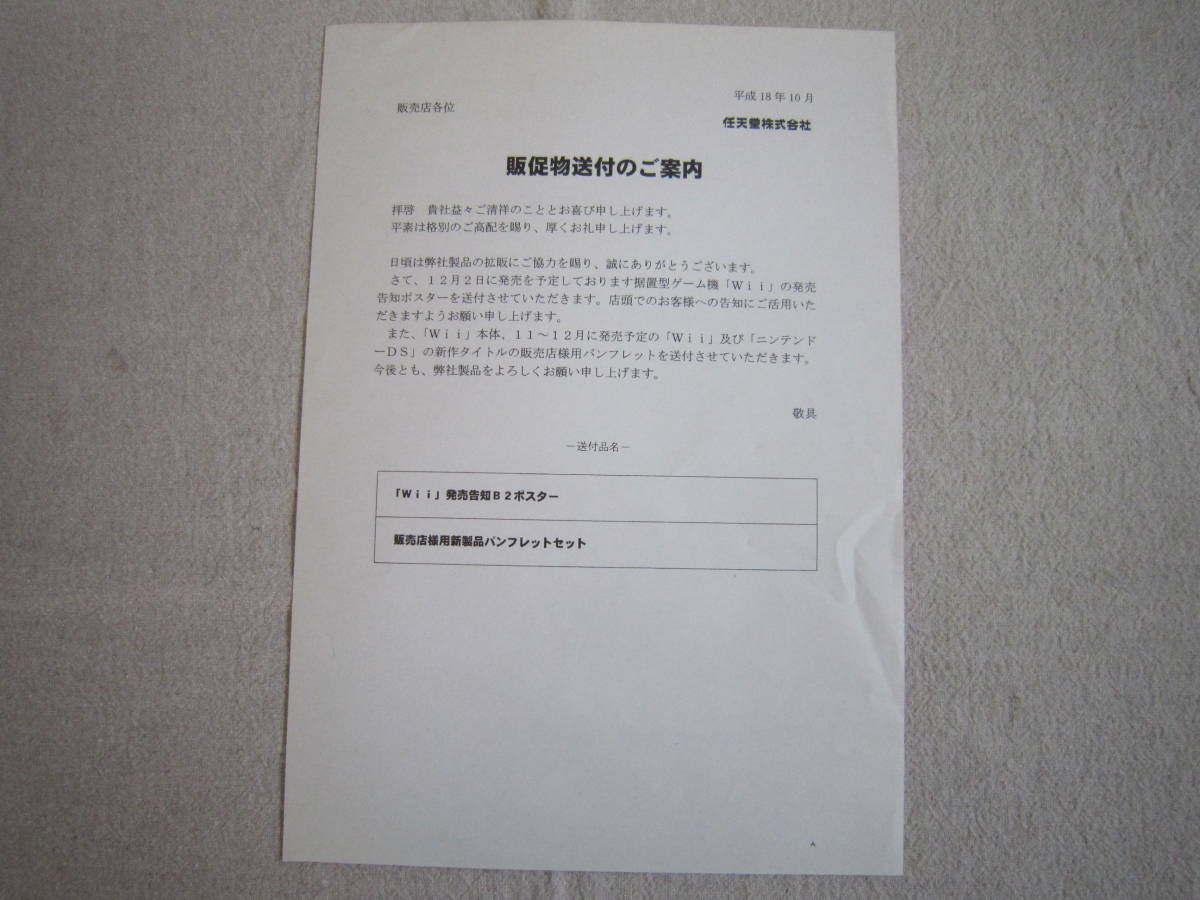 平成18年10月
販売店各位
任天堂株式会社
販促物送付のご案内
拝啓　貴社益々ご清祥のこととお喜び申し上げます。
平素は格別のご高配を賜り、厚くお礼申し上げます。
日頃は弊社製品の拡販にご協力を賜り、誠にありがとうございます。
さて、１２月２日に発売を予定しております据置型ゲーム機「Ｗｉｉ」の発売
告知ポスターを送付させていただきます。店頭でのお客様への告知にご活用いた
だきますようお願い申し上げます。
また、「Ｗｉｉ」本体、１１～１２月に発売予定の「Ｗｉｉ」及び「ニンテンド
ーＤＳ」の新作タイトルの販売店様用パンフレットを送付させていただきます。
今後とも、弊社製品をよろしくお願い申し上げます。
敬具
－送付品名－
「Ｗｉｉ」発売告知Ｂ２ポスター
販売店様用新製品パンフレットセット
A